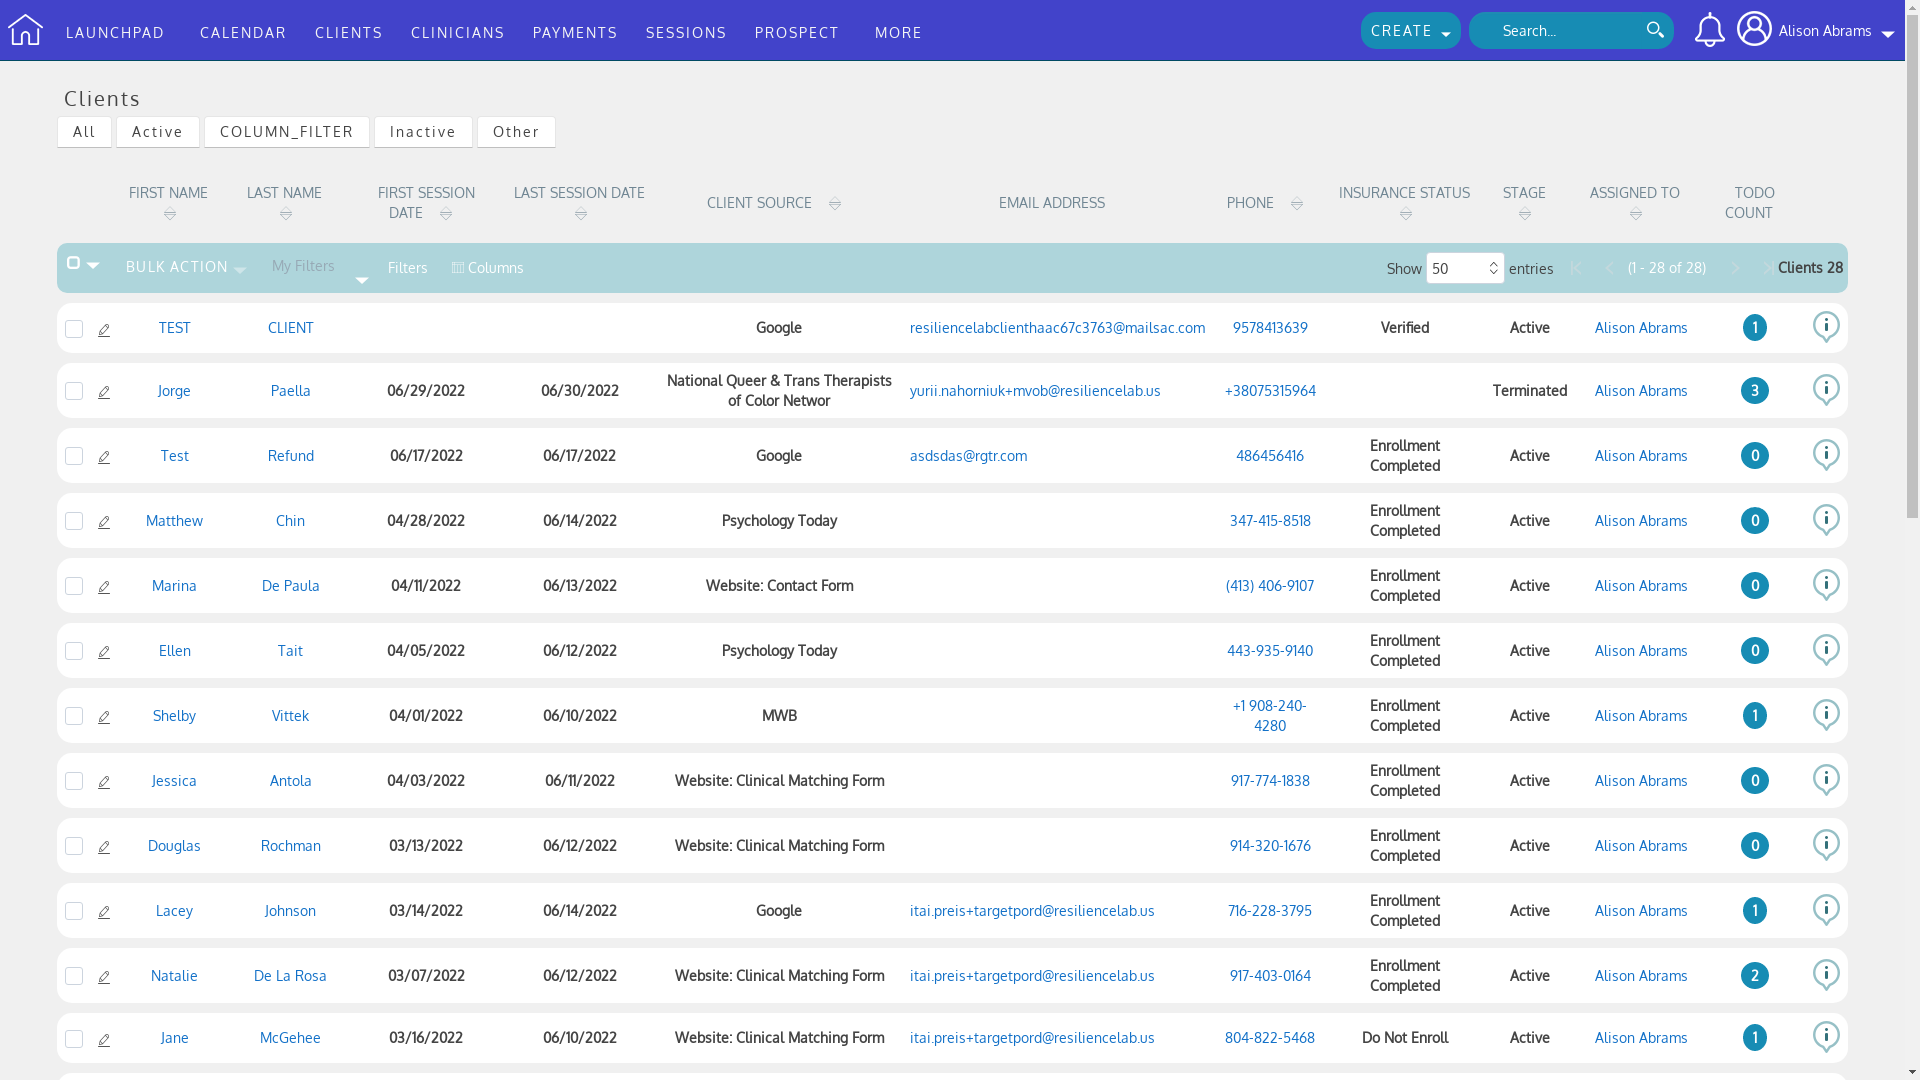 LAUNCHPAD CALENDAR CLIENTS CLINICIANS PAYMENTS SESSIONS PROSPECT MORE CREATE Search... Alison Abrams
Clients
All Active COLUMN_FILTER Inactive Other
FIRST NAME LAST NAME FIRST SESSION DATE LAST SESSION DATE CLIENT SOURCE EMAIL ADDRESS PHONE INSURANCE STATUS STAGE ASSIGNED TO TODO COUNT
BULK ACTION My Filters Filters Columns Show 50 entries (1 - 28 of 28) Clients 28
TEST CLIENT Google resiliencelabclienthaac67c3763@mailsac.com 9578413639 Verified Active Alison Abrams 1
Jorge Paella 06/29/2022 06/30/2022 National Queer & Trans Therapists of Color Networ yurii.nahorniuk+mvob@resiliencelab.us +38075315964 Terminated Alison Abrams 3
Test Refund 06/17/2022 06/17/2022 Google asdsdas@rgtr.com 486456416 Enrollment Completed Active Alison Abrams 0
Matthew Chin 04/28/2022 06/14/2022 Psychology Today 347-415-8518 Enrollment Completed Active Alison Abrams 0
Marina De Paula 04/11/2022 06/13/2022 Website: Contact Form (413) 406-9107 Enrollment Completed Active Alison Abrams 0
Ellen Tait 04/05/2022 06/12/2022 Psychology Today 443-935-9140 Enrollment Completed Active Alison Abrams 0
Shelby Vittek 04/01/2022 06/10/2022 MWB +1 908-240-4280 Enrollment Completed Active Alison Abrams 1
Jessica Antola 04/03/2022 06/11/2022 Website: Clinical Matching Form 917-774-1838 Enrollment Completed Active Alison Abrams 0
Douglas Rochman 03/13/2022 06/12/2022 Website: Clinical Matching Form 914-320-1676 Enrollment Completed Active Alison Abrams 0
Lacey Johnson 03/14/2022 06/14/2022 Google itai.preis+targetpord@resiliencelab.us 716-228-3795 Enrollment Completed Active Alison Abrams 1
Natalie De La Rosa 03/07/2022 06/12/2022 Website: Clinical Matching Form itai.preis+targetpord@resiliencelab.us 917-403-0164 Enrollment Completed Active Alison Abrams 2
Jane McGehee 03/16/2022 06/10/2022 Website: Clinical Matching Form itai.preis+targetpord@resiliencelab.us 804-822-5468 Do Not Enroll Active Alison Abrams 1